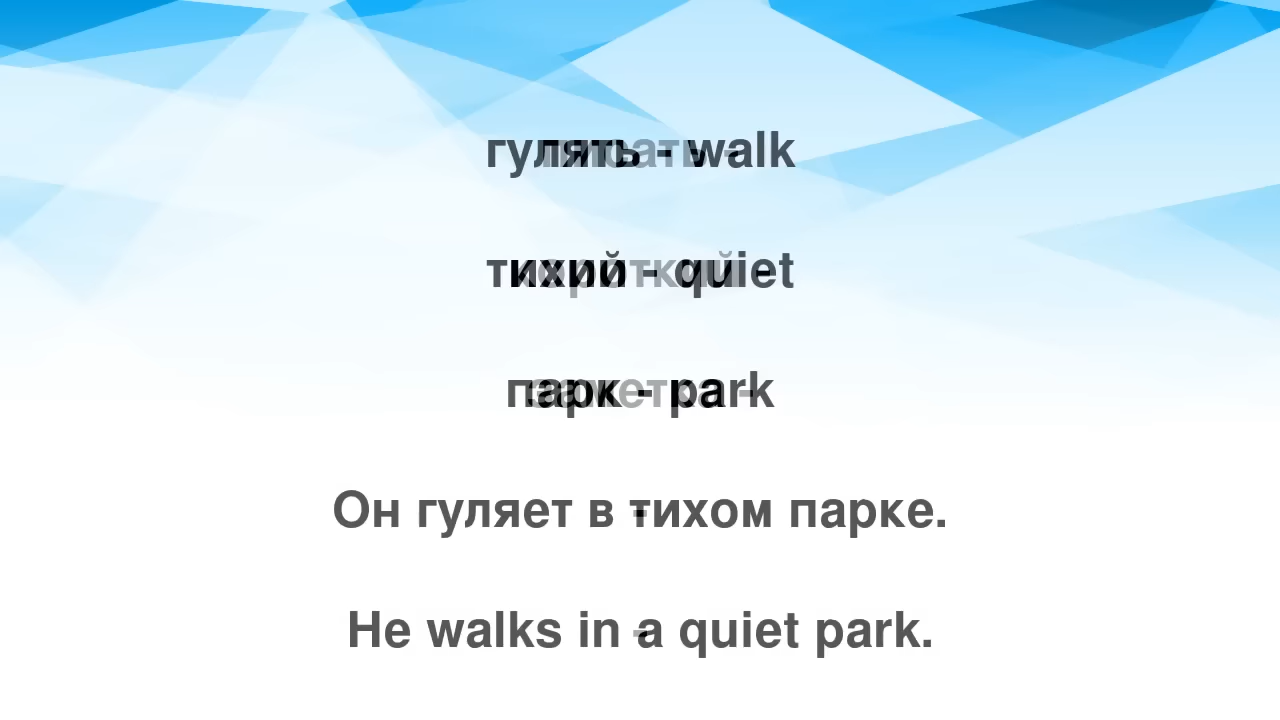 гулять - walk
тихий - quiet
парк - park
Он гуляет в тихом парке.
He walks in a quiet park.